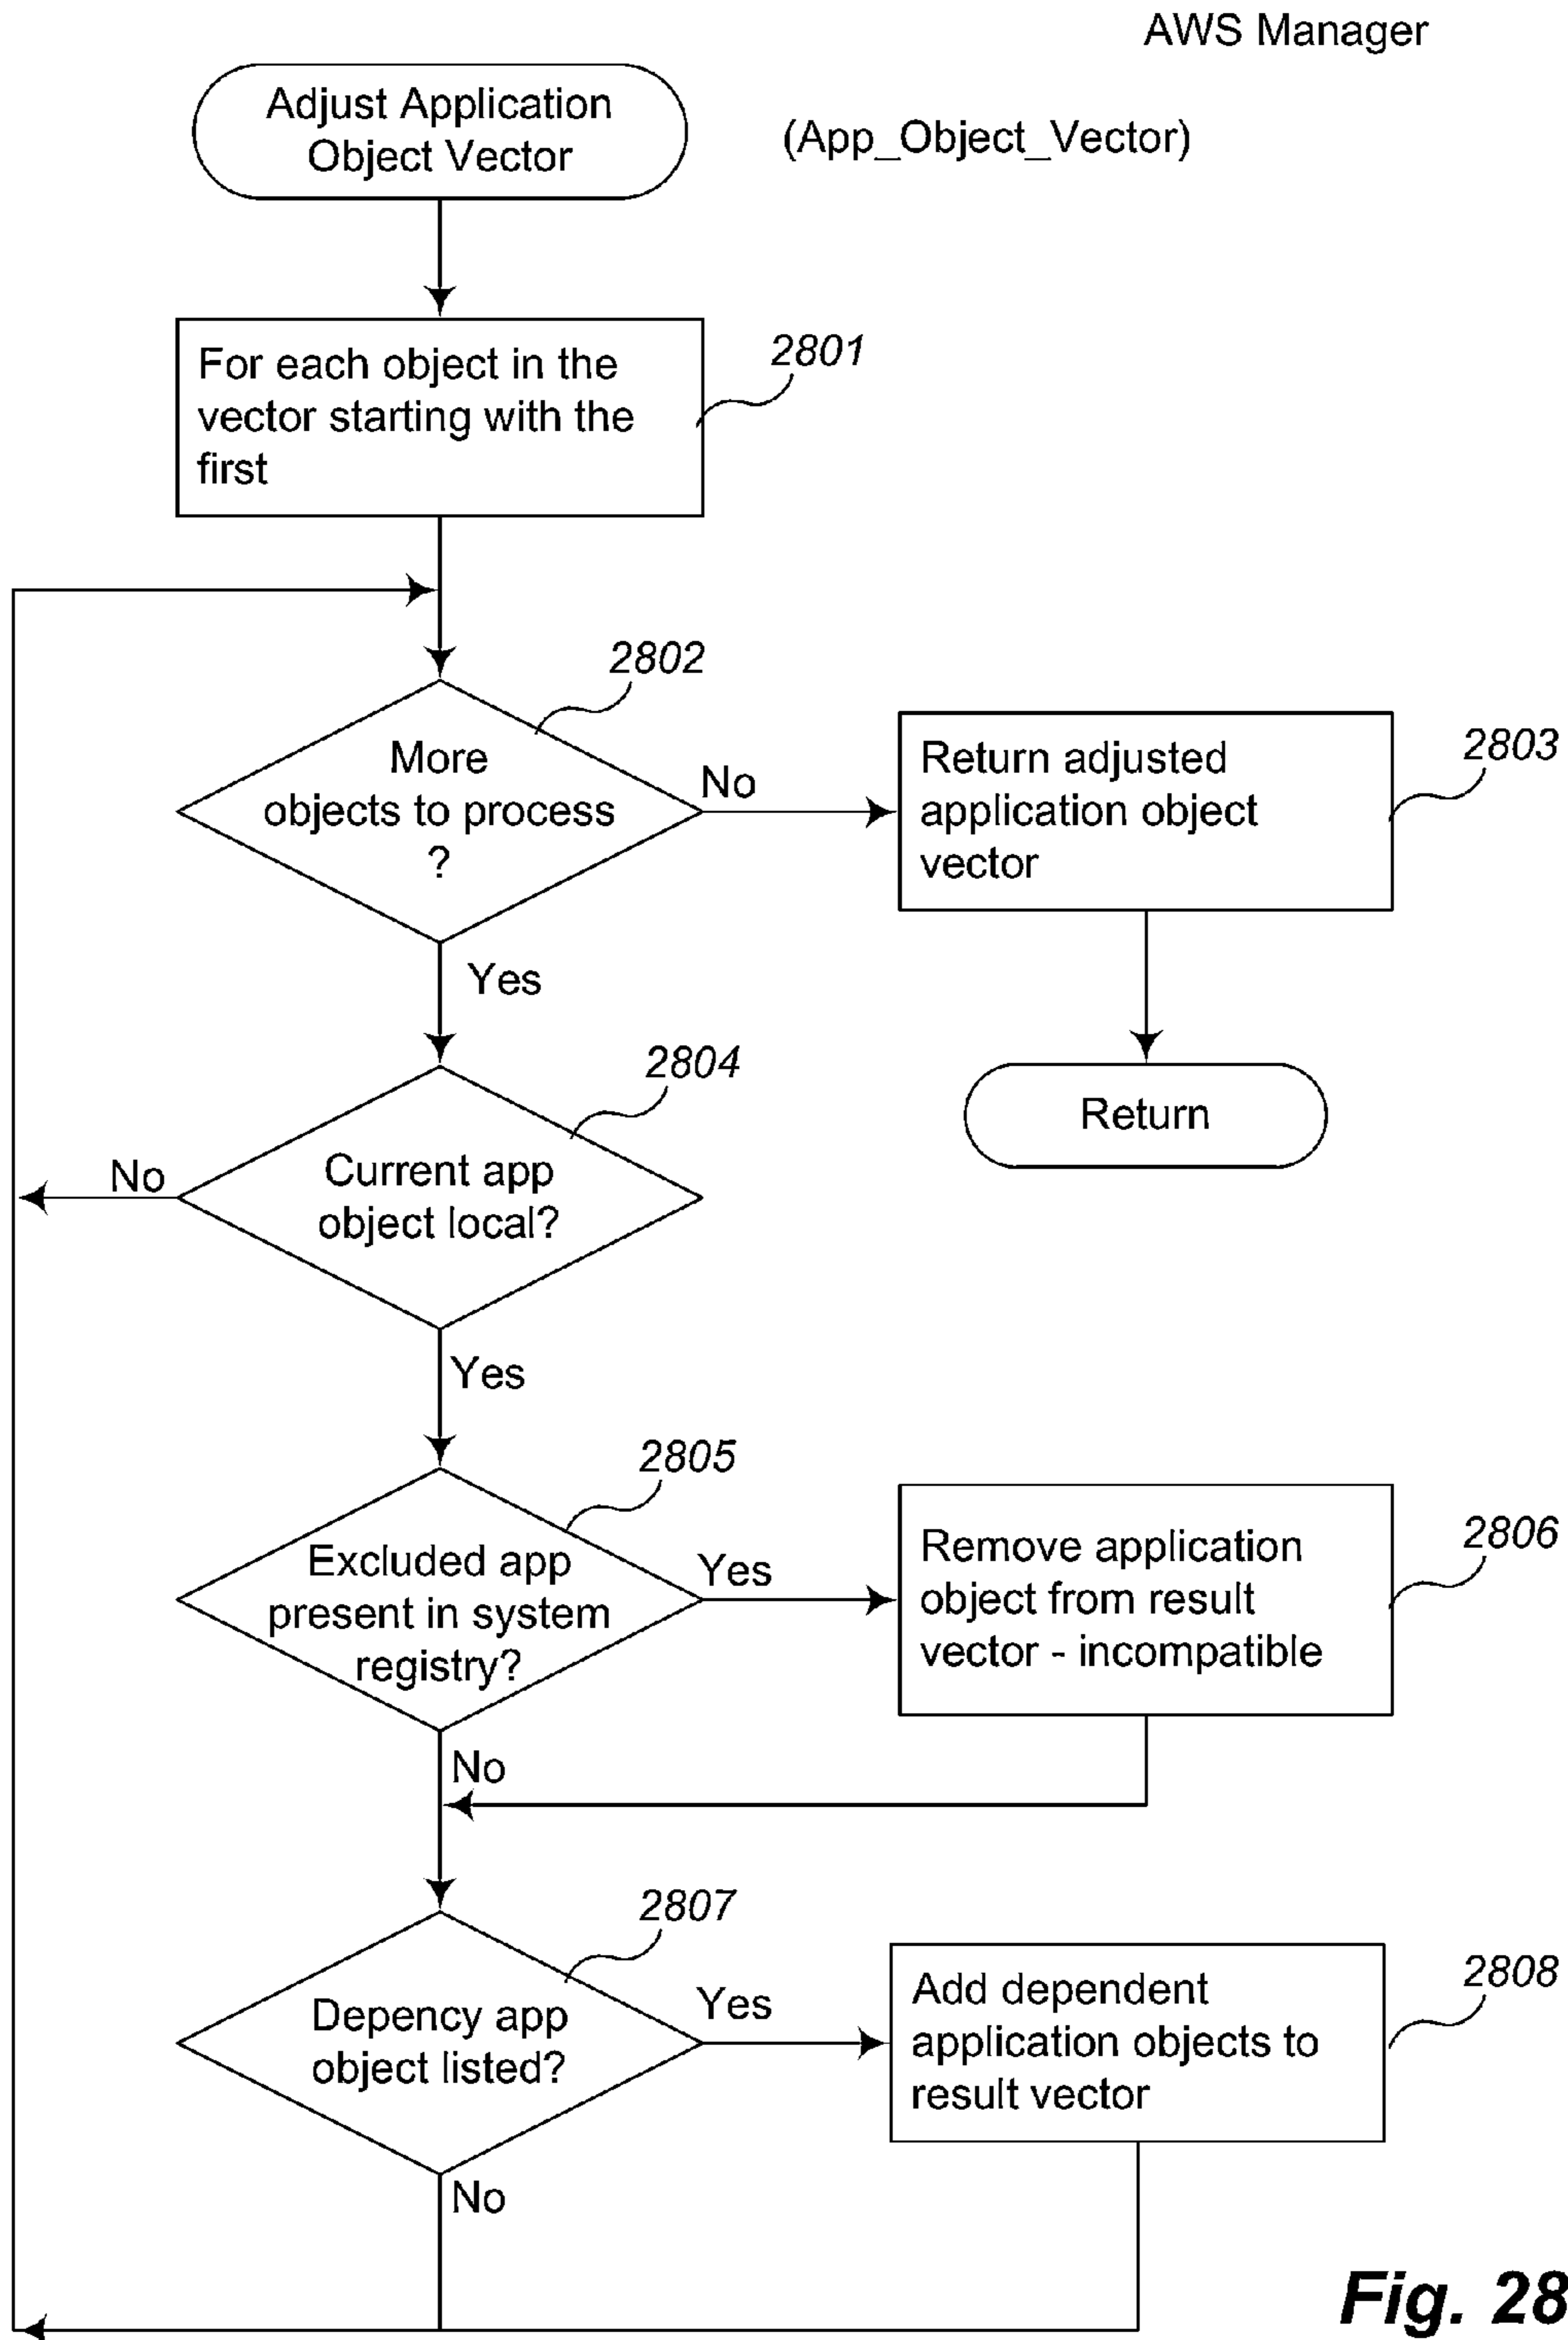 AWS Manager
Adjust Application
Object Vector
(App_Object_Vector)
2801
For each object in the
vector starting with the
first
2802
More
objects to process
?
No
2803
Return adjusted
application object
vector
Yes
Return
2804
Current app
object local?
No
Yes
2805
Excluded app
present in system
registry?
Yes
2806
Remove application
object from result
vector - incompatible
No
2807
Depency app
object listed?
Yes
2808
Add dependent
application objects to
result vector
No
Fig. 28